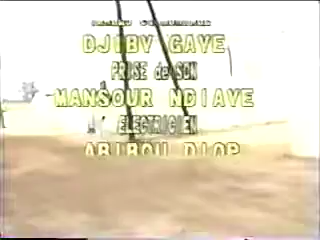 DJIBY GAYE
PRISE de SON
MANSOUR NDIAYE
ELECTRICIEN
ABIBOU DIOP